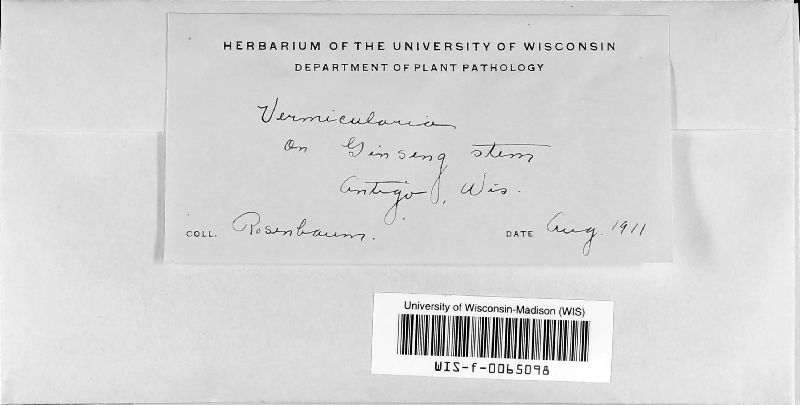 HERBARIUM OF THE UNIVERSITY OF WISCONSIN
DEPARTMENT OF PLANT PATHOLOGY
Vermicularia
on Ginseng stem
Antigo, Wis.
COLL. Rosenbaum. DATE Aug. 1911
University of Wisconsin-Madison (WIS)
WIS-f-0065098